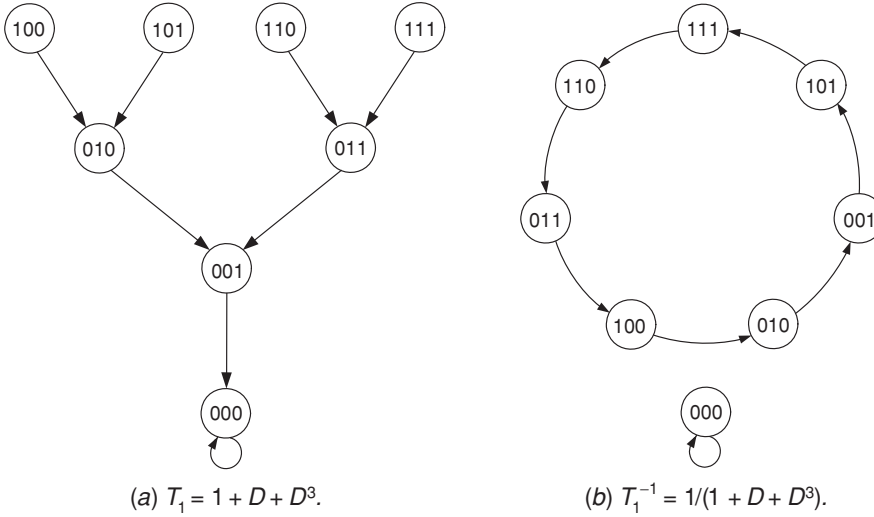 100 101 110 111
010 011
001
000
(a) T₁ = 1 + D + D³.
111
110 101
011 001
100 010
000
(b) T₁⁻¹ = 1/(1 + D + D³).